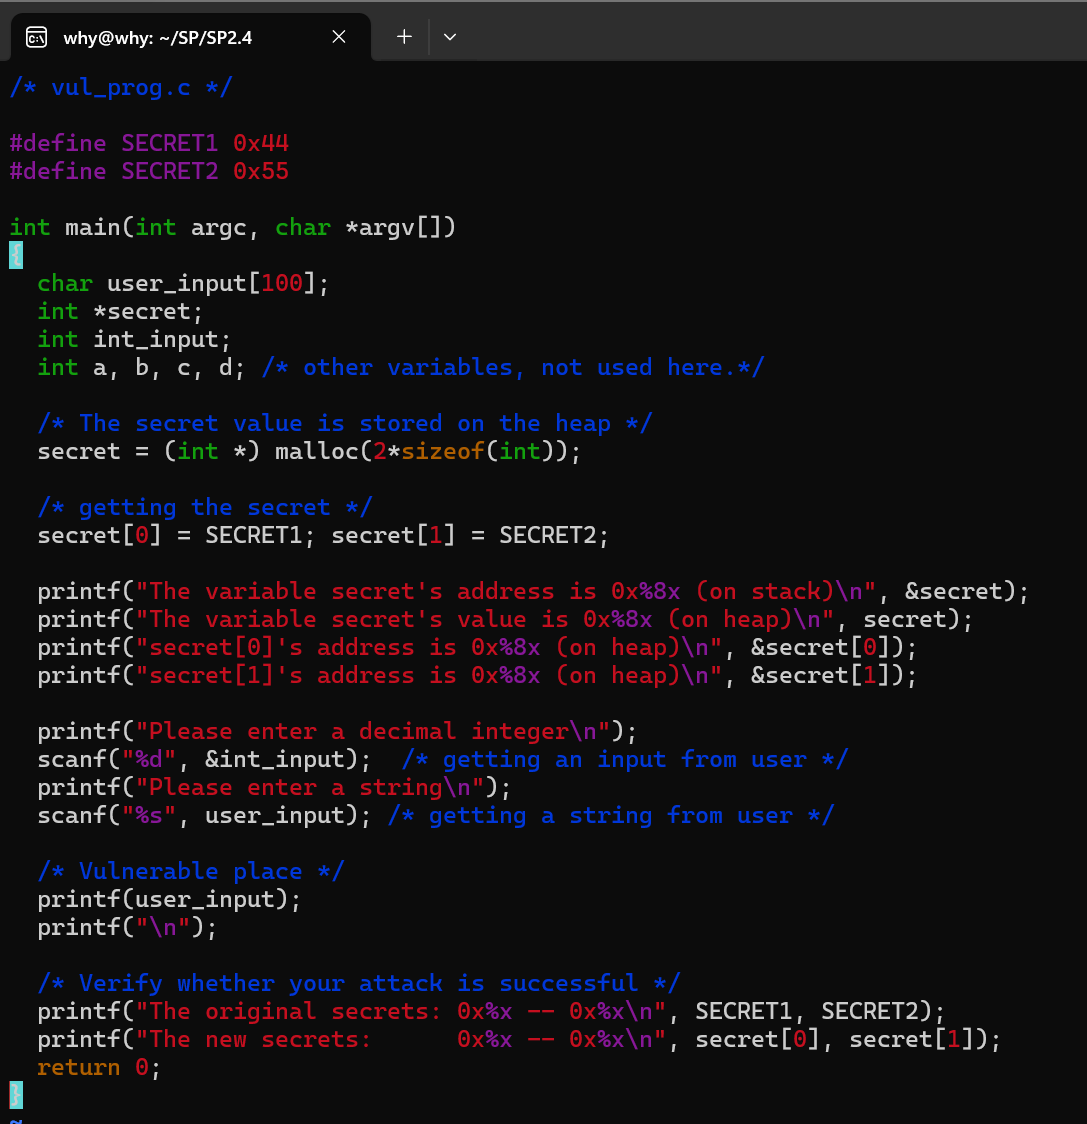 why@why: ~/SP/SP2.4
/* vul_prog.c */
#define SECRET1 0x44
#define SECRET2 0x55
int main(int argc, char *argv[])
{
  char user_input[100];
  int *secret;
  int int_input;
  int a, b, c, d; /* other variables, not used here.*/
  /* The secret value is stored on the heap */
  secret = (int *) malloc(2*sizeof(int));
  /* getting the secret */
  secret[0] = SECRET1; secret[1] = SECRET2;
  printf("The variable secret's address is 0x%8x (on stack)\n", &secret);
  printf("The variable secret's value is 0x%8x (on heap)\n", secret);
  printf("secret[0]'s address is 0x%8x (on heap)\n", &secret[0]);
  printf("secret[1]'s address is 0x%8x (on heap)\n", &secret[1]);
  printf("Please enter a decimal integer\n");
  scanf("%d", &int_input);  /* getting an input from user */
  printf("Please enter a string\n");
  scanf("%s", user_input); /* getting a string from user */
  /* Vulnerable place */
  printf(user_input);
  printf("\n");
  /* Verify whether your attack is successful */
  printf("The original secrets: 0x%x -- 0x%x\n", SECRET1, SECRET2);
  printf("The new secrets:      0x%x -- 0x%x\n", secret[0], secret[1]);
  return 0;
}
~